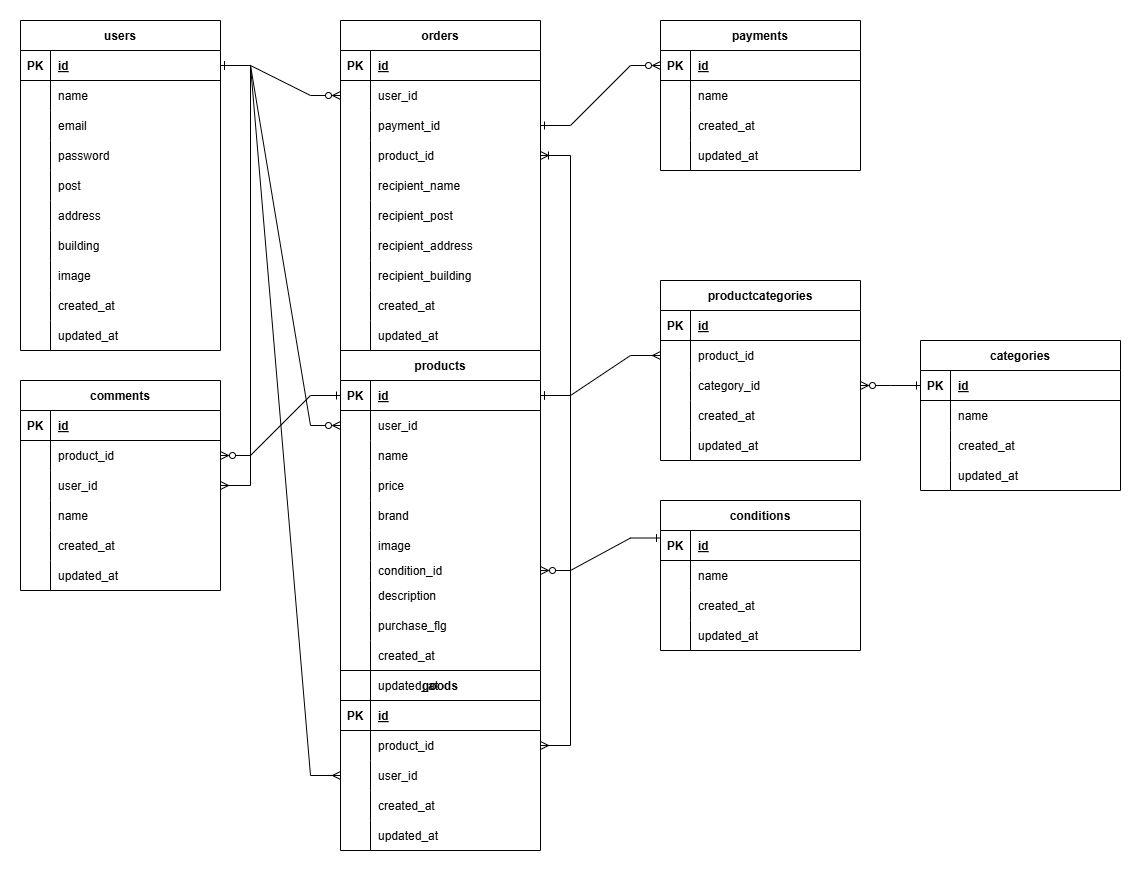 users
PK id
name
email
password
post
address
building
image
created_at
updated_at
comments
PK id
product_id
user_id
name
created_at
updated_at
orders
PK id
user_id
payment_id
product_id
recipient_name
recipient_post
recipient_address
recipient_building
created_at
updated_at
products
PK id
user_id
name
price
brand
image
condition_id
description
purchase_flg
created_at
updated_at
goods
PK id
product_id
user_id
created_at
updated_at
payments
PK id
name
created_at
updated_at
productcategories
PK id
product_id
category_id
created_at
updated_at
conditions
PK id
name
created_at
updated_at
categories
PK id
name
created_at
updated_at